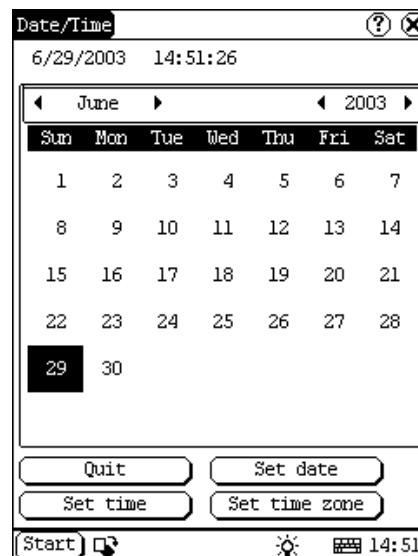 Date/Time ?
6/29/2003 14:51:26
June 2003
Sun Mon Tue Wed Thu Fri Sat
1 2 3 4 5 6 7
8 9 10 11 12 13 14
15 16 17 18 19 20 21
22 23 24 25 26 27 28
29 30
Quit Set date
Set time Set time zone
Start 14:51